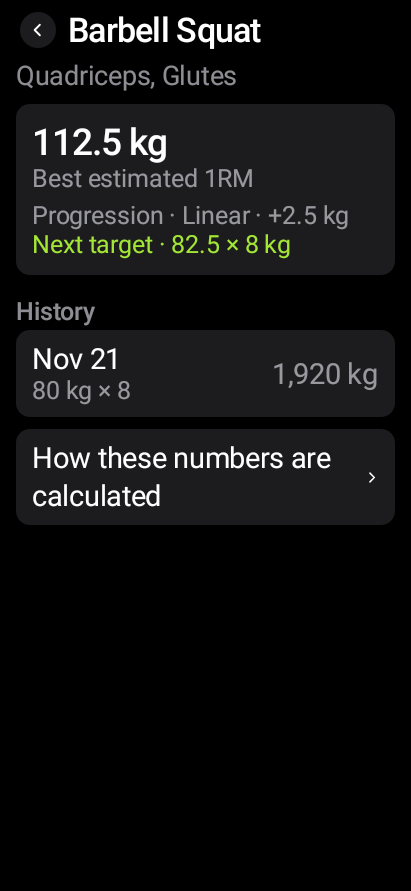 Barbell Squat
Quadriceps, Glutes
112.5 kg
Best estimated 1RM
Progression · Linear · +2.5 kg
Next target · 82.5 × 8 kg
History
Nov 21
80 kg × 8
1,920 kg
How these numbers are
calculated